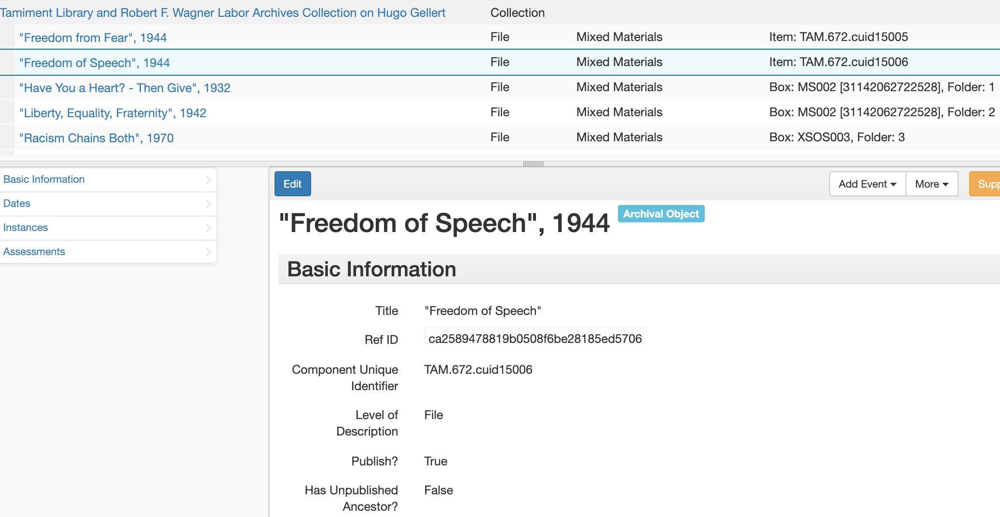 Tamiment Library and Robert F. Wagner Labor Archives Collection on Hugo Gellert Collection
"Freedom from Fear", 1944 File Mixed Materials Item: TAM.672.cuid15005
"Freedom of Speech", 1944 File Mixed Materials Item: TAM.672.cuid15006
"Have You a Heart? - Then Give", 1932 File Mixed Materials Box: MS002 [31142062722528], Folder: 1
"Liberty, Equality, Fraternity", 1942 File Mixed Materials Box: MS002 [31142062722528], Folder: 2
"Racism Chains Both", 1970 File Mixed Materials Box: XSOS003, Folder: 3
Basic Information
Dates
Instances
Assessments
Edit Add Event More Supp
"Freedom of Speech", 1944 Archival Object
Basic Information
Title "Freedom of Speech"
Ref ID ca2589478819b0508f6be28185ed5706
Component Unique TAM.672.cuid15006
Identifier
Level of File
Description
Publish? True
Has Unpublished False
Ancestor?